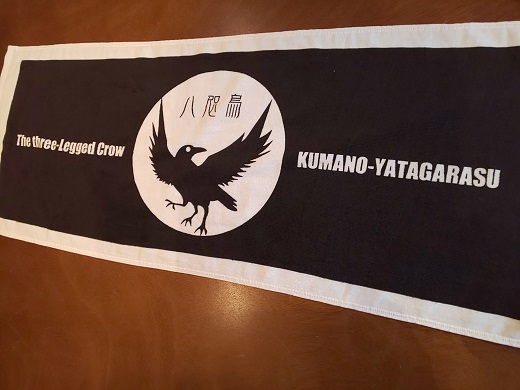 八咫烏
The three-Legged Crow
KUMANO-YATAGARASU